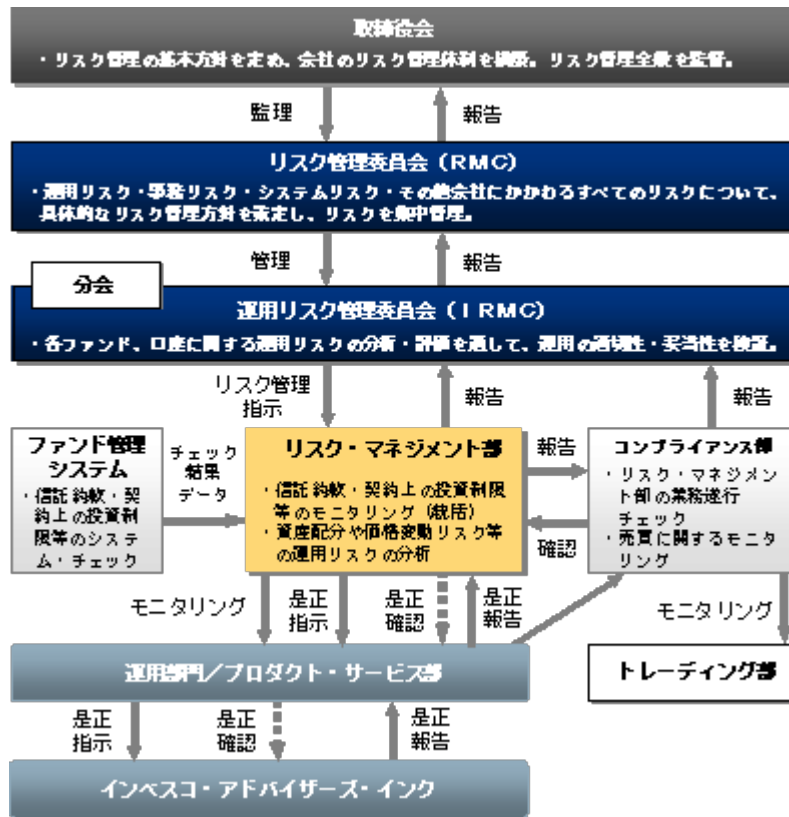 取締役会
・リスク管理の基本方針を定め、会社のリスク管理体制を構築。リスク管理全般を監督。
監理
報告
リスク管理委員会（RMC）
・運用リスク・事務リスク・システムリスク・その他会社にかかわるすべてのリスクについて、
具体的なリスク管理方針を策定し、リスクを集中管理。
管理
報告
分会
運用リスク管理委員会（IRMC）
・各ファンド、口座に関する運用リスクの分析・評価を通して、運用の適切性・妥当性を検証。
リスク管理
指示
報告
報告
ファンド管理
システム
・信託約款・契
約上の投資制
限等のシステ
ム・チェック
チェック
結果
データ
リスク・マネジメント部
・信託約款・契約上の投資制限
等のモニタリング（統括）
・資産配分や価格変動リスク等
の運用リスクの分析
報告
確認
コンプライアンス部
・リスク・マネジメン
ト部の業務遂行
チェック
・売買に関するモニタ
リング
モニタリング
是正
指示
是正
確認
是正
報告
モニタリング
運用部門／プロダクト・サービス部
トレーディング部
是正
指示
是正
確認
是正
報告
インベスコ・アドバイザーズ・インク